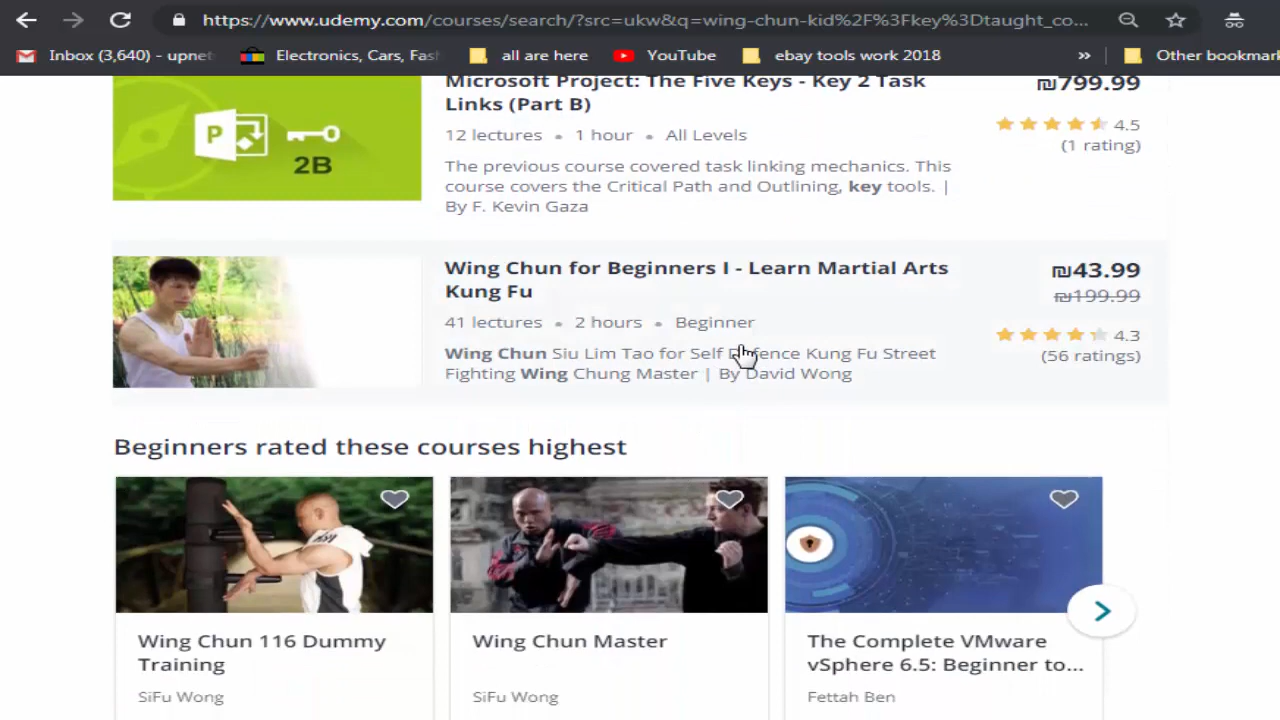 https://www.udemy.com/courses/search/?src=ukw&q=wing-chun-kid%2F%3Fkey%3Dtaught_co...
Inbox (3,640) - upnet
Electronics, Cars, Fash
all are here
YouTube
ebay tools work 2018
»
Other bookmar
Microsoft Project: The Five Keys - Key 2 Task
Links (Part B)
₪799.99
12 lectures • 1 hour • All Levels
4.5
(1 rating)
The previous course covered task linking mechanics. This
course covers the Critical Path and Outlining, key tools. |
By F. Kevin Gaza
P
2B
Wing Chun for Beginners I - Learn Martial Arts
Kung Fu
₪43.99
₪199.99
41 lectures • 2 hours • Beginner
4.3
(56 ratings)
Wing Chun Siu Lim Tao for Self Defence Kung Fu Street
Fighting Wing Chung Master | By David Wong
Beginners rated these courses highest
Wing Chun 116 Dummy
Training
SiFu Wong
Wing Chun Master
SiFu Wong
The Complete VMware
vSphere 6.5: Beginner to...
Fettah Ben